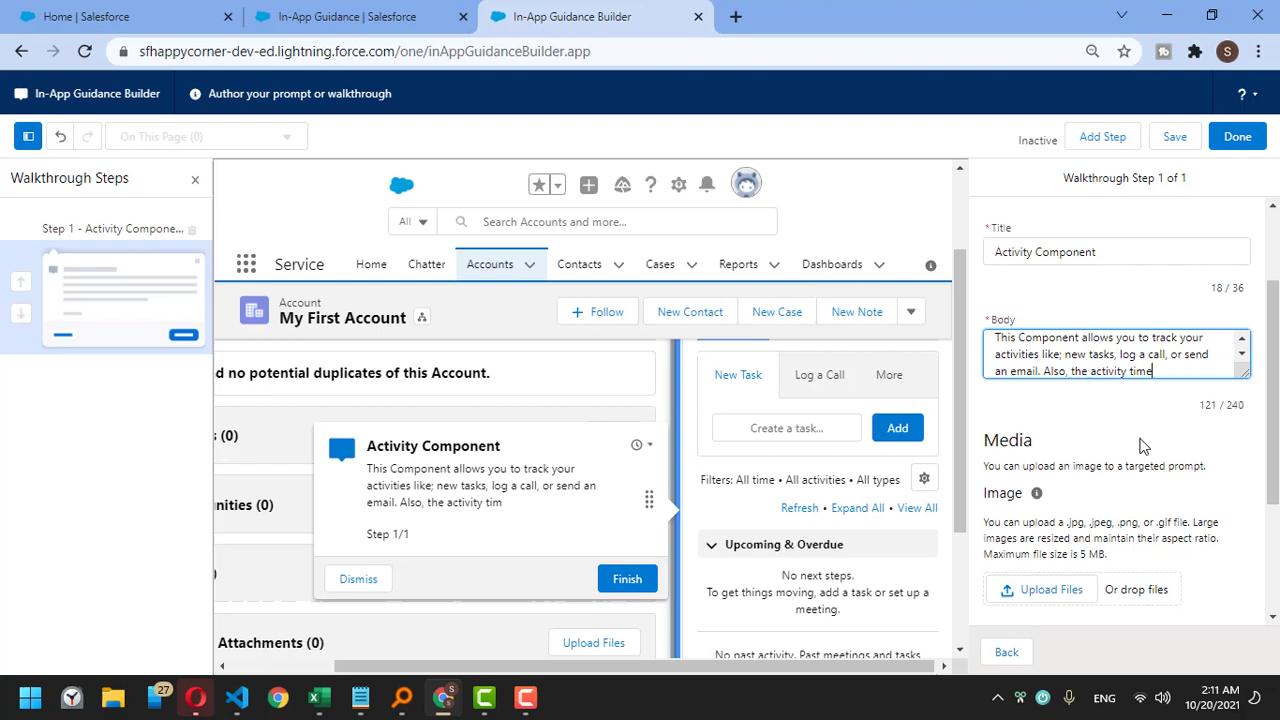 Home | Salesforce
In-App Guidance | Salesforce
In-App Guidance Builder
sfhappycorner-dev-ed.lightning.force.com/one/inAppGuidanceBuilder.app
S
In-App Guidance Builder
Author your prompt or walkthrough
?
On This Page (0)
Inactive
Add Step
Save
Done
Walkthrough Steps
Step 1 - Activity Compone...
All
Search Accounts and more...
Service
Home
Chatter
Accounts
Contacts
Cases
Reports
Dashboards
Account
My First Account
Follow
New Contact
New Case
New Note
nd no potential duplicates of this Account.
s (0)
unities (0)
)
Attachments (0)
Upload Files
Activity Component
This Component allows you to track your
activities like; new tasks, log a call, or send an
email. Also, the activity tim
Step 1/1
Dismiss
Finish
New Task
Log a Call
More
Create a task...
Add
Filters: All time • All activities • All types
Refresh • Expand All • View All
Upcoming & Overdue
No next steps.
To get things moving, add a task or set up a
meeting.
No past activity. Past meetings and tasks
Walkthrough Step 1 of 1
* Title
Activity Component
18 / 36
* Body
This Component allows you to track your
activities like; new tasks, log a call, or send
an email. Also, the activity time
121 / 240
Media
You can upload an image to a targeted prompt.
Image
You can upload a .jpg, .jpeg, .png, or .gif file. Large
images are resized and maintain their aspect ratio.
Maximum file size is 5 MB.
Upload Files
Or drop files
Back
27
ENG
2:11 AM
10/20/2021